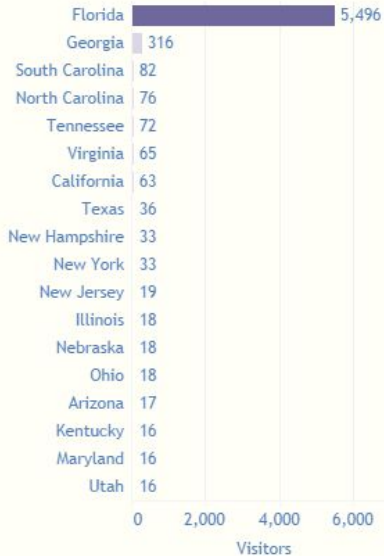 Florida 5,496
Georgia 316
South Carolina 82
North Carolina 76
Tennessee 72
Virginia 65
California 63
Texas 36
New Hampshire 33
New York 33
New Jersey 19
Illinois 18
Nebraska 18
Ohio 18
Arizona 17
Kentucky 16
Maryland 16
Utah 16
0 2,000 4,000 6,000
Visitors